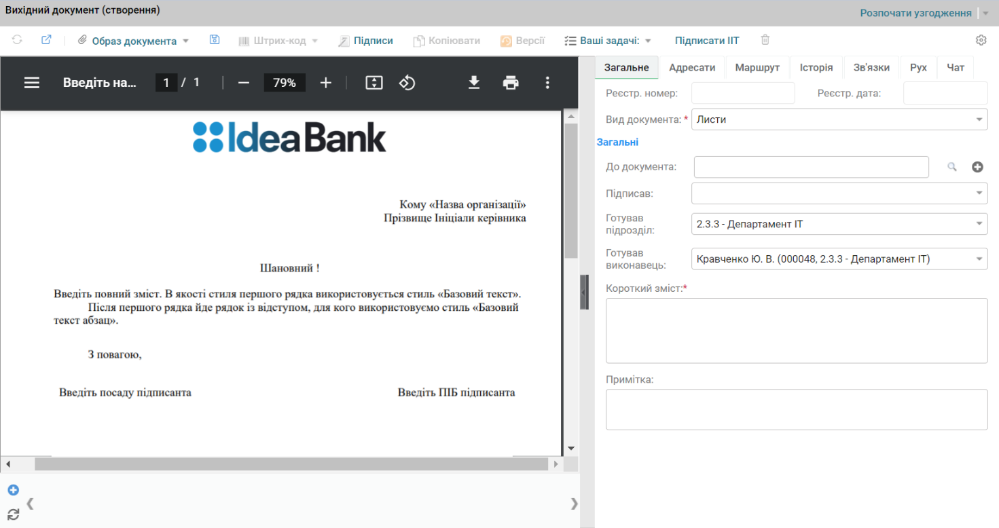 Вихідний документ (створення)
Розпочати узгодження
Образ документа
Штрих-код
Підписи
Копіювати
Версії
Ваші задачі:
Підписати ІІТ
Введіть на...
1 / 1
79%
Idea Bank
Кому «Назва організації»
Прізвище Ініціали керівника
Шановний !
Введіть повний зміст. В якості стиля першого рядка використовується стиль «Базовий текст».
Після першого рядка йде рядок із відступом, для кого використовуємо стиль «Базовий
текст абзац».
З повагою,
Введіть посаду підписанта
Введіть ПІБ підписанта
Загальне
Адресати
Маршрут
Історія
Зв'язки
Рух
Чат
Реєстр. номер:
Реєстр. дата:
Вид документа: *
Листи
Загальні
До документа:
Підписав:
Готував
підрозділ:
2.3.3 - Департамент ІТ
Готував
виконавець:
Кравченко Ю. В. (000048, 2.3.3 - Департамент ІТ)
Короткий зміст:*
Примітка: